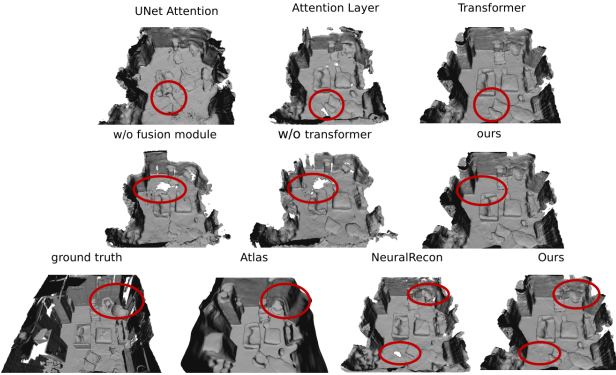 UNet Attention Attention Layer Transformer
w/o fusion module w/o transformer ours
ground truth Atlas NeuralRecon Ours